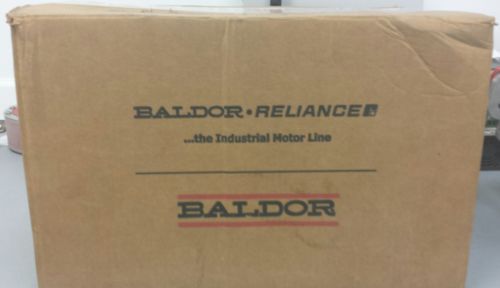 BALDOR • RELIANCE
...the Industrial Motor Line
BALDOR